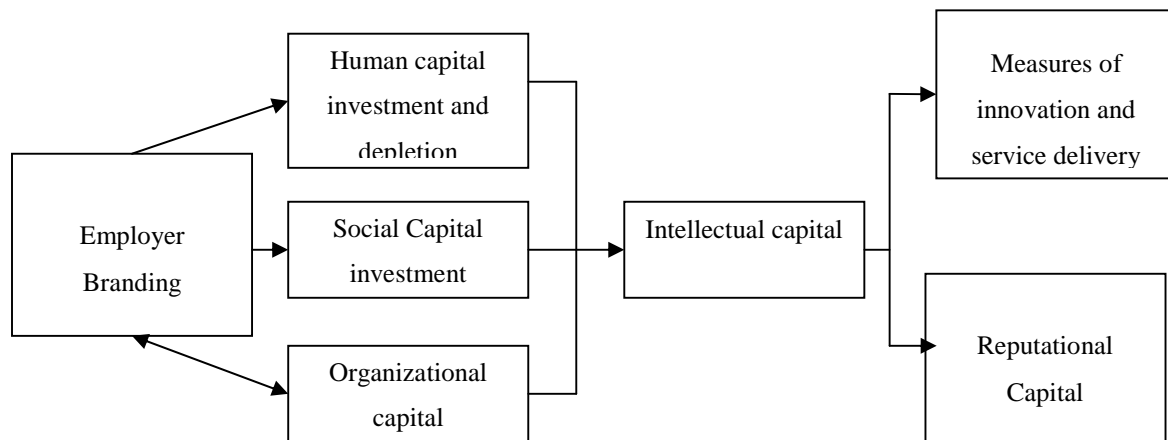 Human capital
investment and
depletion
Employer
Branding
Social Capital
investment
Organizational
capital
Intellectual capital
Measures of
innovation and
service delivery
Reputational
Capital